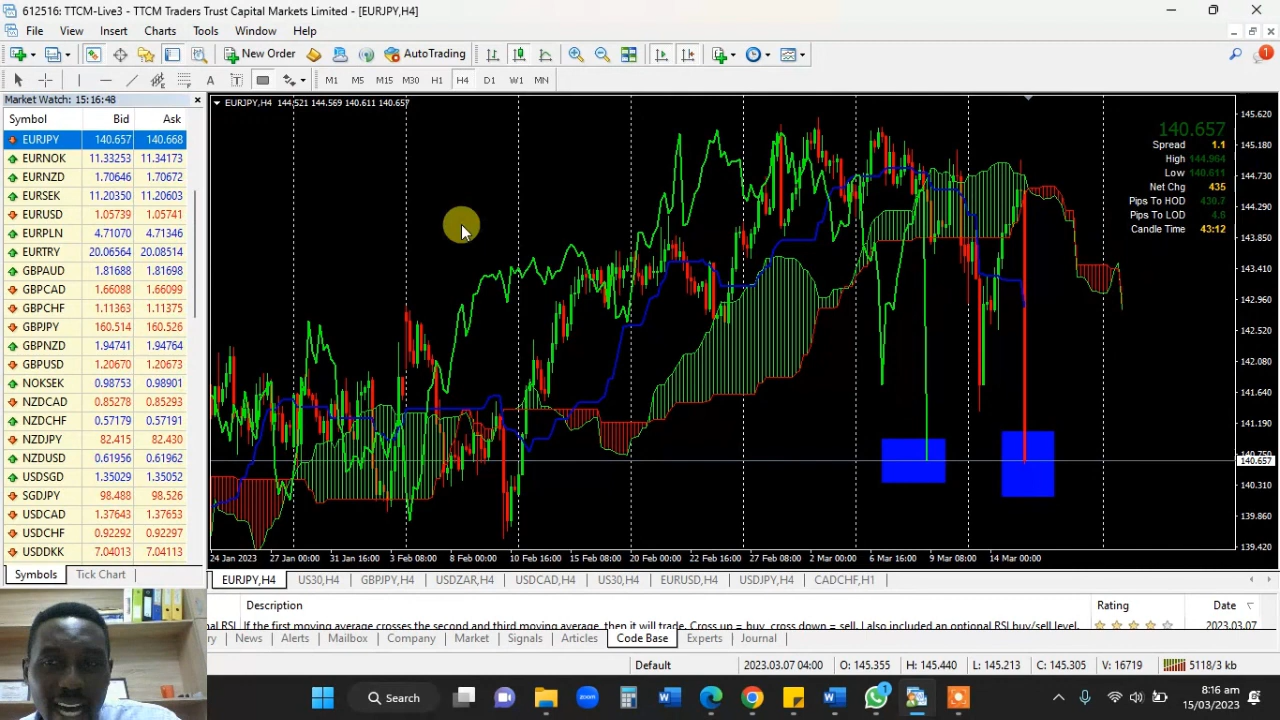 612516: TTCM-Live3 - TTCM Traders Trust Capital Markets Limited - [EURJPY,H4]
File View Insert Charts Tools Window Help
1
New Order AutoTrading
A T M1 M5 M15 M30 H1 H4 D1 W1 MN
Market Watch: 15:16:48
Symbol Bid Ask
EURJPY 140.657 140.668
EURNOK 11.33253 11.34173
EURNZD 1.70646 1.70672
EURSEK 11.20350 11.20603
EURUSD 1.05739 1.05741
EURPLN 4.71070 4.71346
EURTRY 20.06564 20.08514
GBPAUD 1.81688 1.81698
GBPCAD 1.66088 1.66099
GBPCHF 1.11363 1.11375
GBPJPY 160.514 160.526
GBPNZD 1.94741 1.94764
GBPUSD 1.20670 1.20673
NOKSEK 0.98753 0.98901
NZDCAD 0.85278 0.85293
NZDCHF 0.57179 0.57191
NZDJPY 82.415 82.430
NZDUSD 0.61956 0.61962
USDSGD 1.35029 1.35052
SGDJPY 98.488 98.526
USDCAD 1.37643 1.37653
USDCHF 0.92292 0.92297
USDDKK 7.04013 7.04113
Symbols Tick Chart
EURJPY,H4 144.521 144.569 140.611 140.657
140.657
Spread 1.1
High 144.964
Low 140.611
Net Chg 435
Pips To HOD 430.7
Pips To LOD 4.6
Candle Time 43:12
145.620
145.180
144.730
144.290
143.850
143.410
142.960
142.520
142.080
141.640
141.190
140.657
140.310
139.860
139.420
24 Jan 2023 27 Jan 00:00 31 Jan 16:00 3 Feb 08:00 8 Feb 00:00 10 Feb 16:00 15 Feb 08:00 20 Feb 00:00 22 Feb 16:00 27 Feb 08:00 2 Mar 00:00 6 Mar 16:00 9 Mar 08:00 14 Mar 00:00
EURJPY,H4 US30,H4 GBPJPY,H4 USDZAR,H4 USDCAD,H4 US30,H4 EURUSD,H4 USDJPY,H4 CADCHF,H1
Description Rating Date
If the first moving average crosses the second and third moving average, then it will trade. Cross up = buy, cross down = sell. I also included an optional RSI buy/sell level. 2023.03.07
News Alerts Mailbox Company Market Signals Articles Code Base Experts Journal
Default 2023.03.07 04:00 O: 145.355 H: 145.440 L: 145.213 C: 145.305 V: 16719 5118/3 kb
Search zoom 8:16 am
15/03/2023